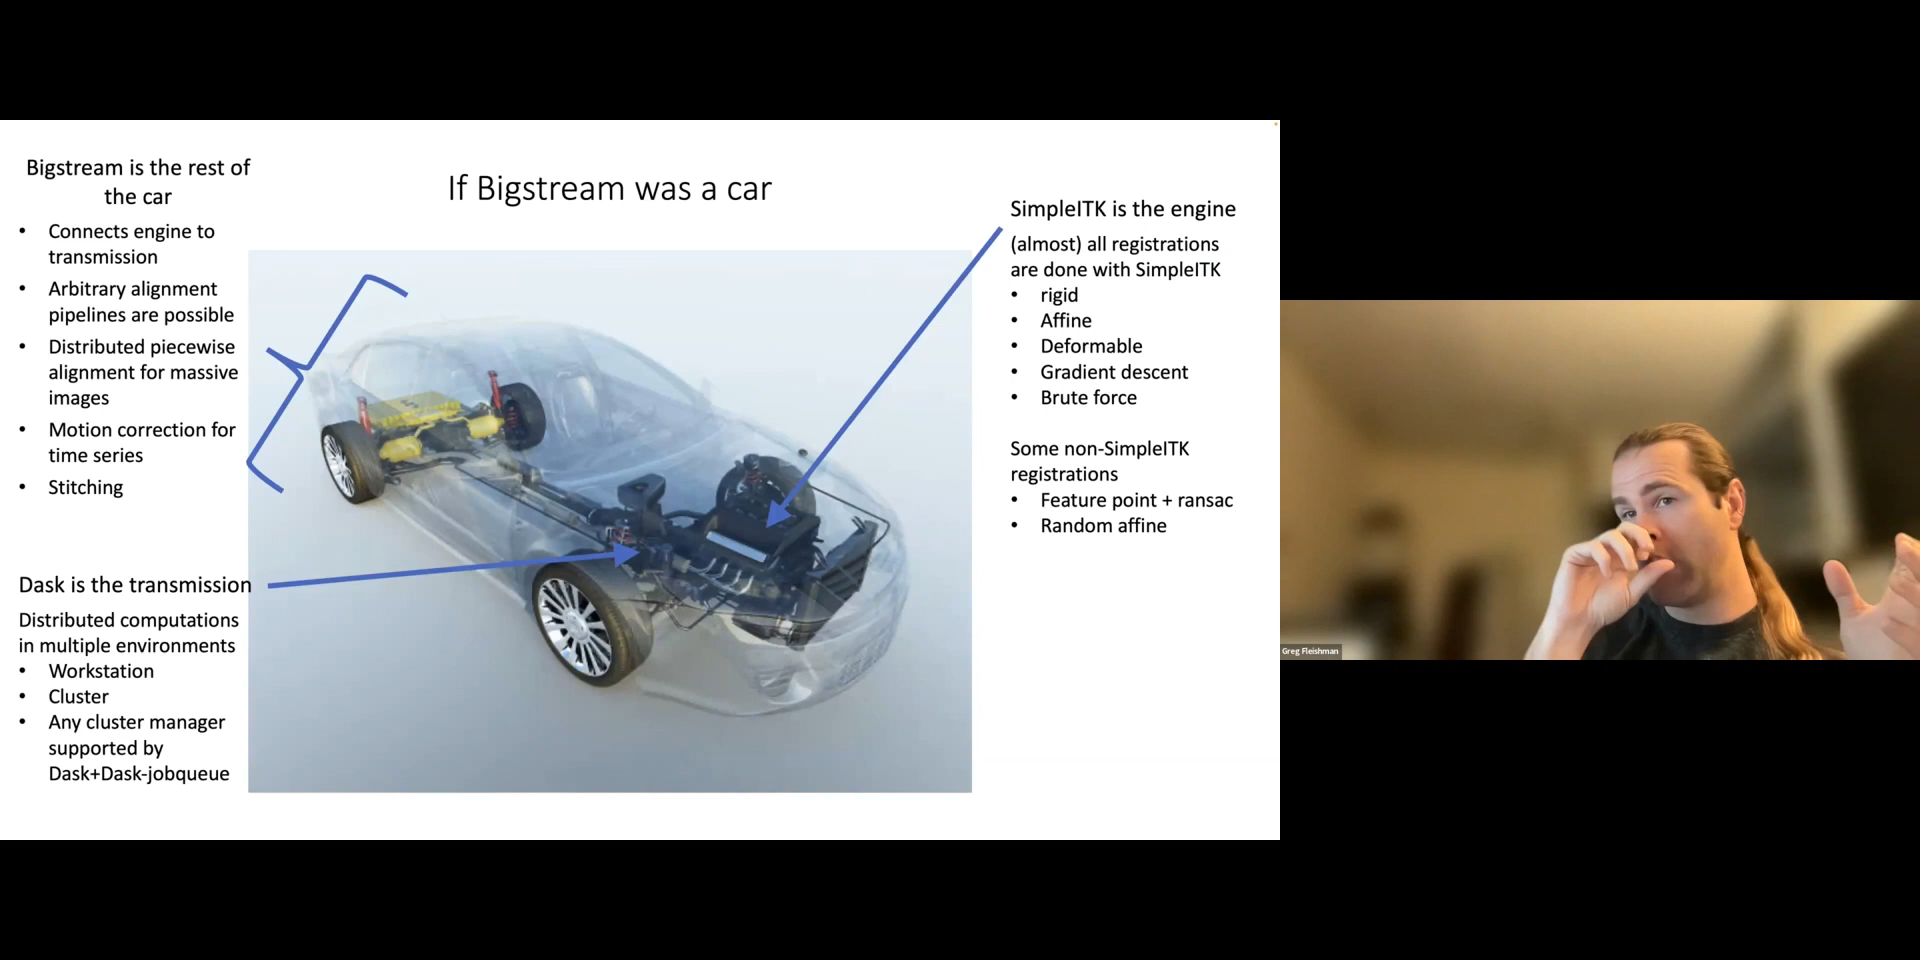 If Bigstream was a car
Bigstream is the rest of
the car
• Connects engine to
transmission
• Arbitrary alignment
pipelines are possible
• Distributed piecewise
alignment for massive
images
• Motion correction for
time series
• Stitching
Dask is the transmission
Distributed computations
in multiple environments
• Workstation
• Cluster
• Any cluster manager
supported by
Dask+Dask-jobqueue
SimpleITK is the engine
(almost) all registrations
are done with SimpleITK
• rigid
• Affine
• Deformable
• Gradient descent
• Brute force
Some non-SimpleITK
registrations
• Feature point + ransac
• Random affine
Greg Fleishman